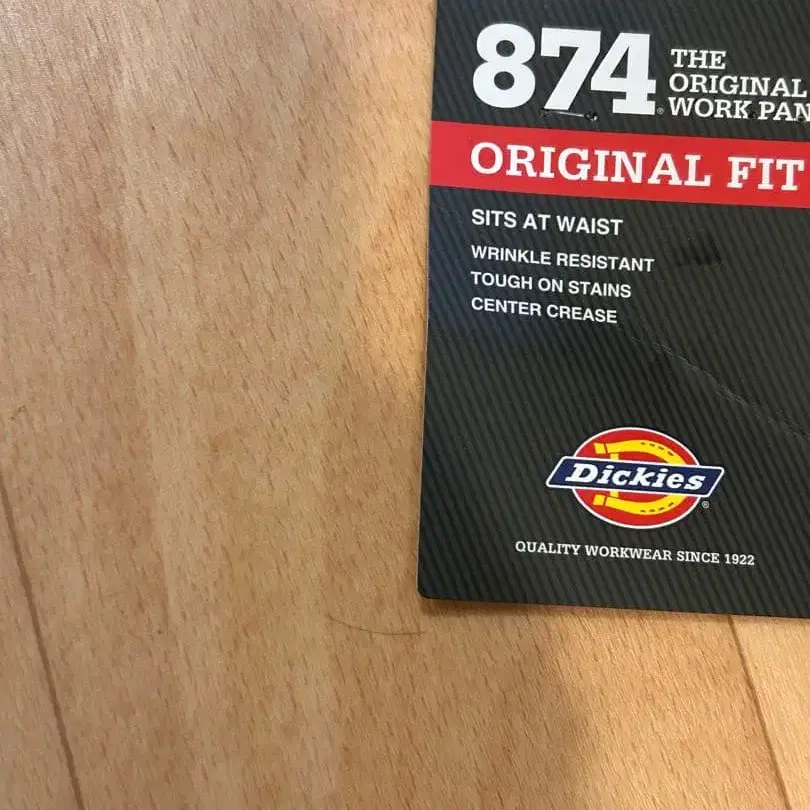 874
THE
ORIGINAL
WORK PAN
ORIGINAL FIT
SITS AT WAIST
WRINKLE RESISTANT
TOUGH ON STAINS
CENTER CREASE
Dickies®
QUALITY WORKWEAR SINCE 1922